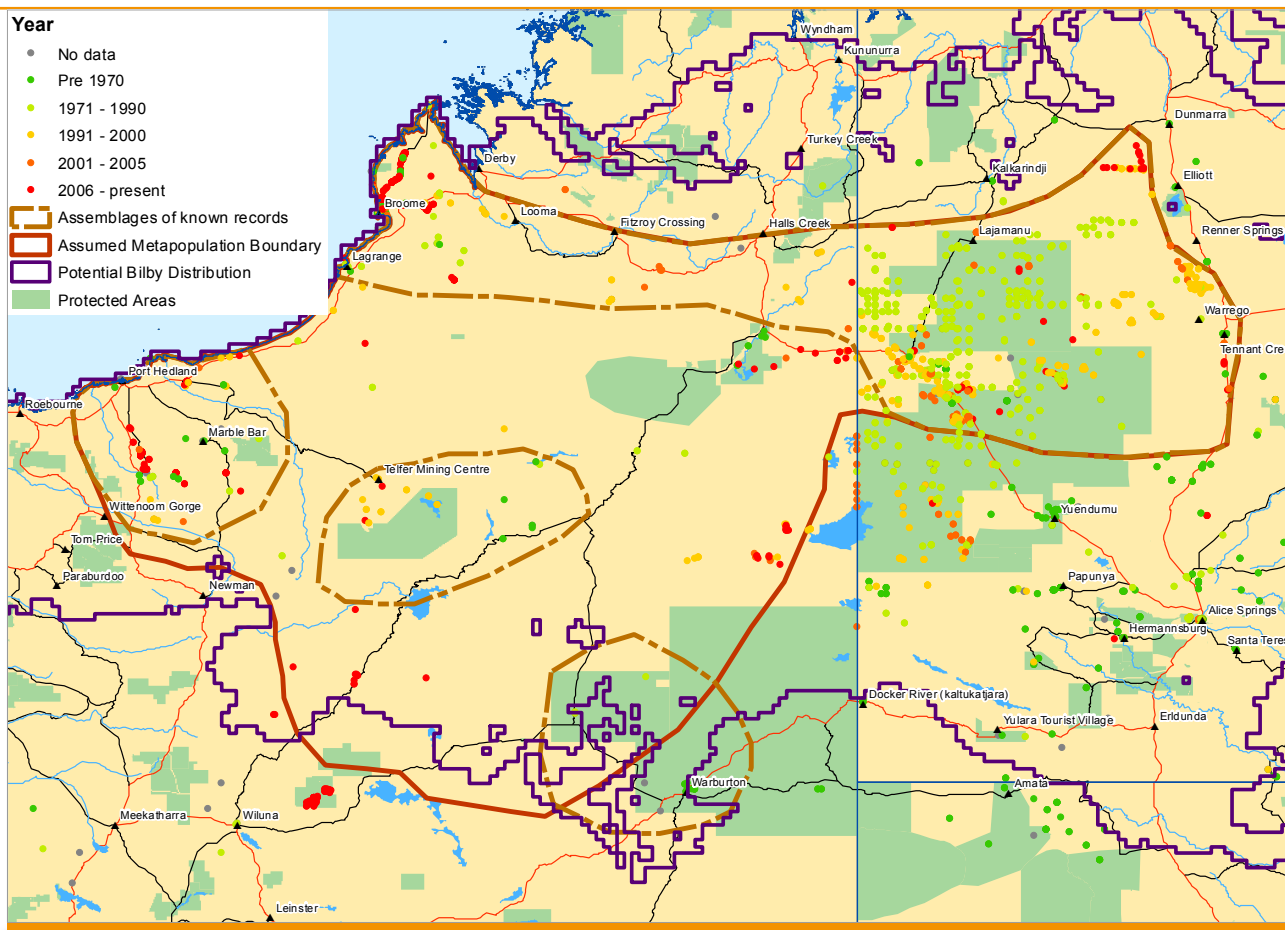 Year
No data
Pre 1970
1971 - 1990
1991 - 2000
2001 - 2005
2006 - present
Assemblages of known records
Assumed Metapopulation Boundary
Potential Bilby Distribution
Protected Areas
Wyndham
Kununurra
Dunmarra
Turkey Creek
Derby
Kalkarindji
Elliott
Broome
Looma
Fitzroy Crossing
Halls Creek
Lajamanu
Renner Springs
Lagrange
Warrego
Tennant Cre
Port Hedland
Roebourne
Marble Bar
Telfer Mining Centre
Wittenoom Gorge
Yuendumu
Tom Price
Paraburdoo
Newman
Papunya
Alice Springs
Hermannsburg
Santa Teres
Docker River (kaltukatjara)
Yulara Tourist Village
Erldunda
Warburton
Amata
Meekatharra
Wiluna
Leinster